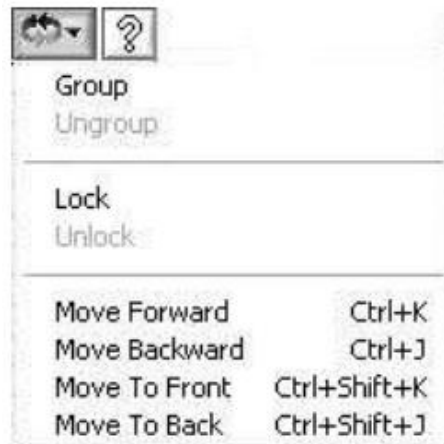 Group
Ungroup
Lock
Unlock
Move Forward Ctrl+K
Move Backward Ctrl+J
Move To Front Ctrl+Shift+K
Move To Back Ctrl+Shift+J